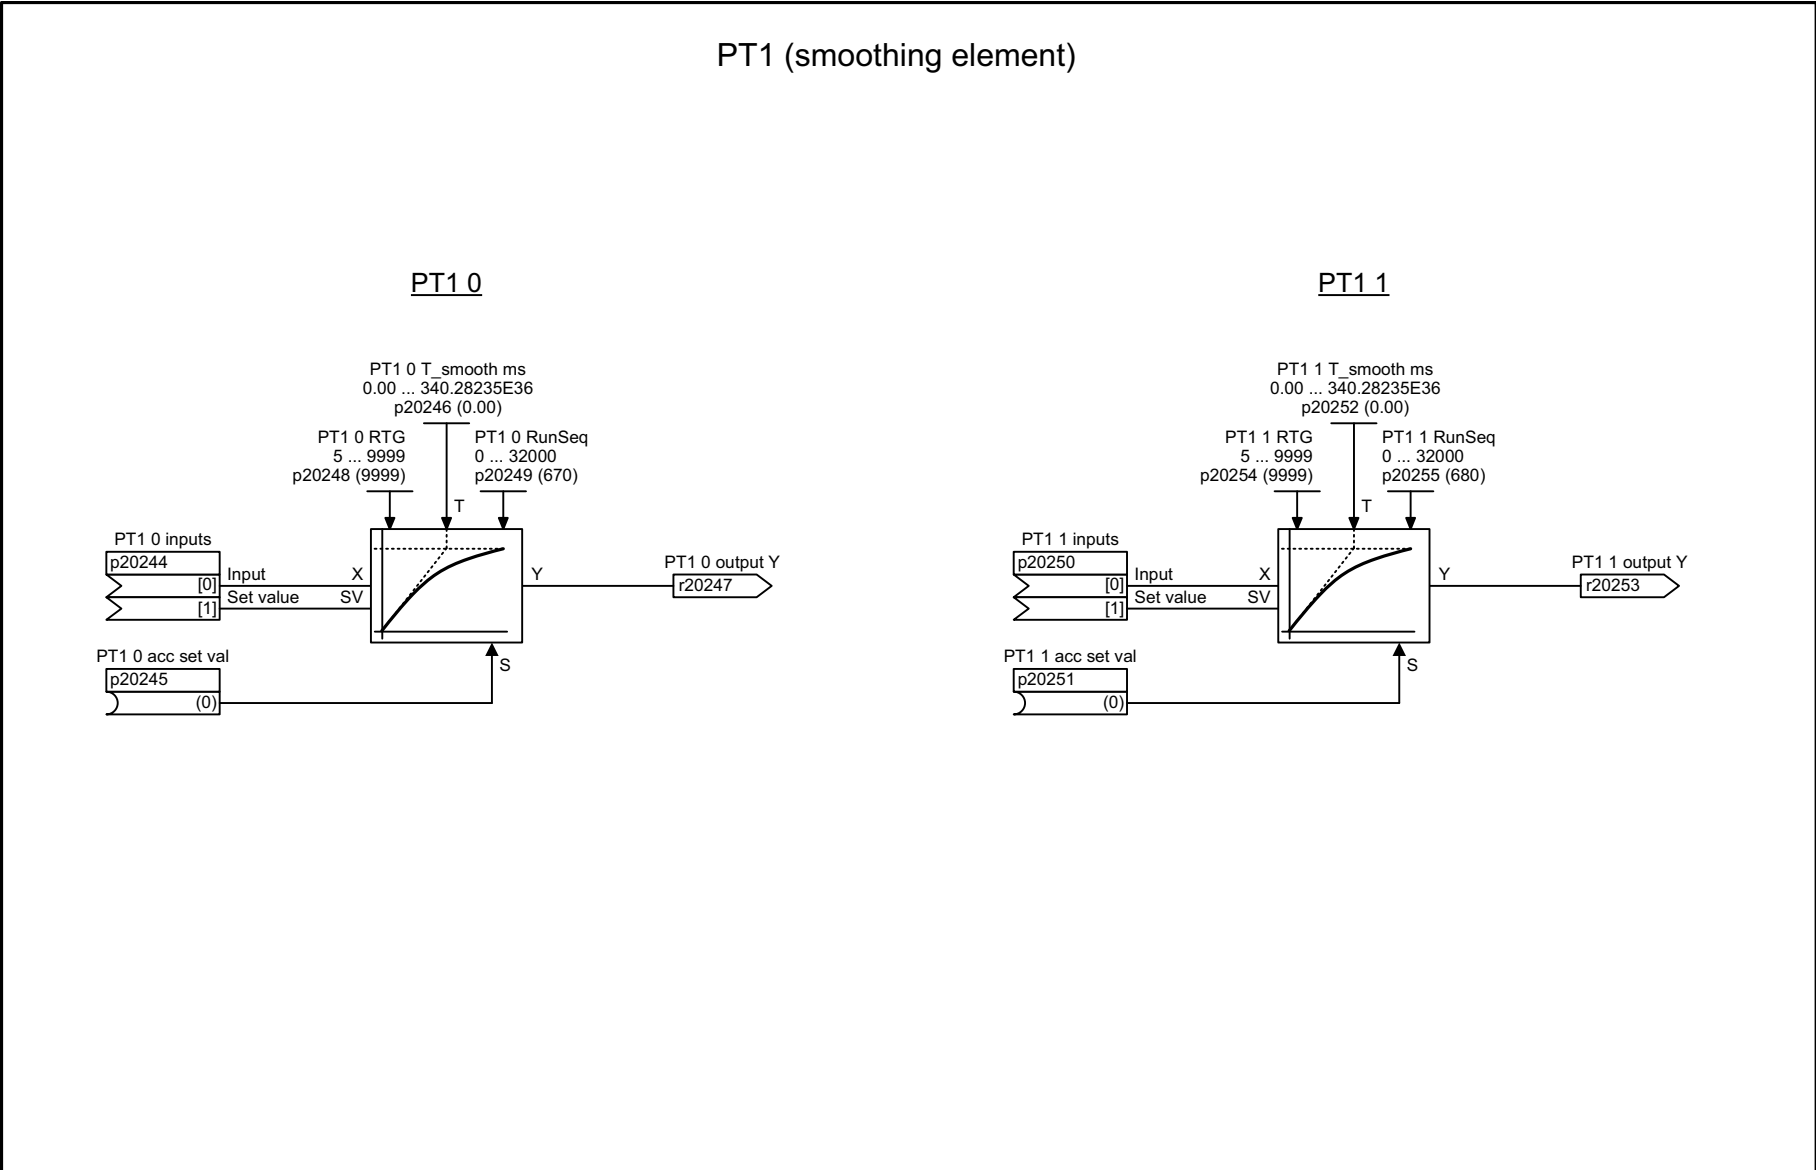 PT1 (smoothing element)
PT1 0
PT1 0 T_smooth ms
0.00 ... 340.28235E36
p20246 (0.00)
PT1 0 RTG
5 ... 9999
p20248 (9999)
PT1 0 RunSeq
0 ... 32000
p20249 (670)
T
PT1 0 inputs
p20244
[0]
[1]
Input
Set value
X
SV
Y
PT1 0 output Y
r20247
PT1 0 acc set val
p20245
(0)
S
PT1 1
PT1 1 T_smooth ms
0.00 ... 340.28235E36
p20252 (0.00)
PT1 1 RTG
5 ... 9999
p20254 (9999)
PT1 1 RunSeq
0 ... 32000
p20255 (680)
T
PT1 1 inputs
p20250
[0]
[1]
Input
Set value
X
SV
Y
PT1 1 output Y
r20253
PT1 1 acc set val
p20251
(0)
S